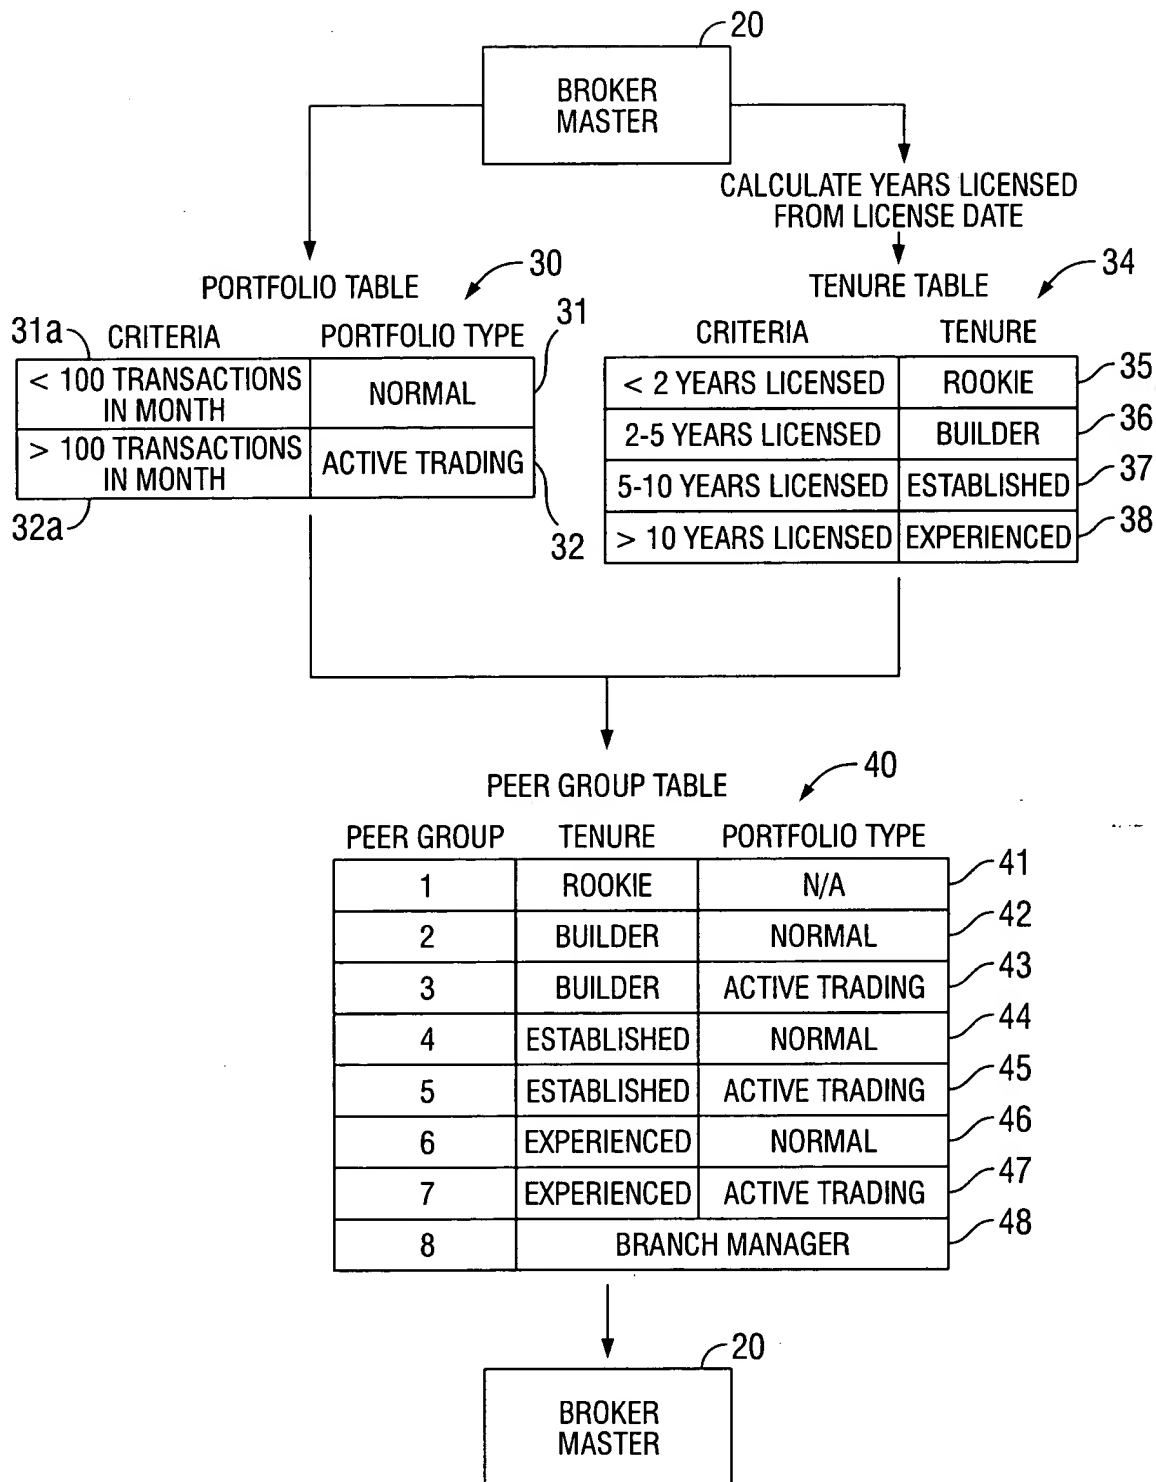 20
BROKER
MASTER
CALCULATE YEARS LICENSED
FROM LICENSE DATE
30
PORTFOLIO TABLE
34
TENURE TABLE
31a
CRITERIA
PORTFOLIO TYPE
31
< 100 TRANSACTIONS
IN MONTH
NORMAL
> 100 TRANSACTIONS
IN MONTH
ACTIVE TRADING
32a
32
CRITERIA
TENURE
< 2 YEARS LICENSED
ROOKIE
35
2-5 YEARS LICENSED
BUILDER
36
5-10 YEARS LICENSED
ESTABLISHED
37
> 10 YEARS LICENSED
EXPERIENCED
38
PEER GROUP TABLE
40
PEER GROUP TENURE PORTFOLIO TYPE
1 ROOKIE N/A 41
2 BUILDER NORMAL 42
3 BUILDER ACTIVE TRADING 43
4 ESTABLISHED NORMAL 44
5 ESTABLISHED ACTIVE TRADING 45
6 EXPERIENCED NORMAL 46
7 EXPERIENCED ACTIVE TRADING 47
8 BRANCH MANAGER 48
20
BROKER
MASTER